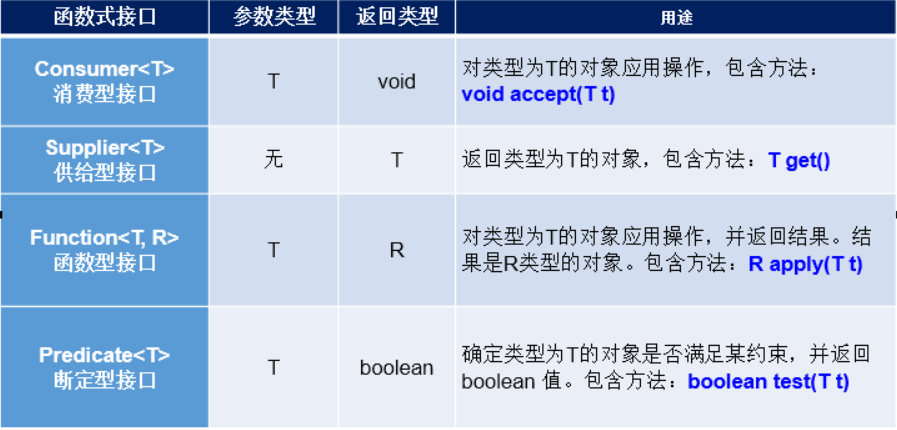 函数式接口 参数类型 返回类型 用途
Consumer<T>
消费型接口
T
void
对类型为T的对象应用操作，包含方法：
void accept(T t)
Supplier<T>
供给型接口
无
T
返回类型为T的对象，包含方法：T get()
Function<T, R>
函数型接口
T
R
对类型为T的对象应用操作，并返回结果。结
果是R类型的对象。包含方法：R apply(T t)
Predicate<T>
断定型接口
T
boolean
确定类型为T的对象是否满足某约束，并返回
boolean 值。包含方法：boolean test(T t)